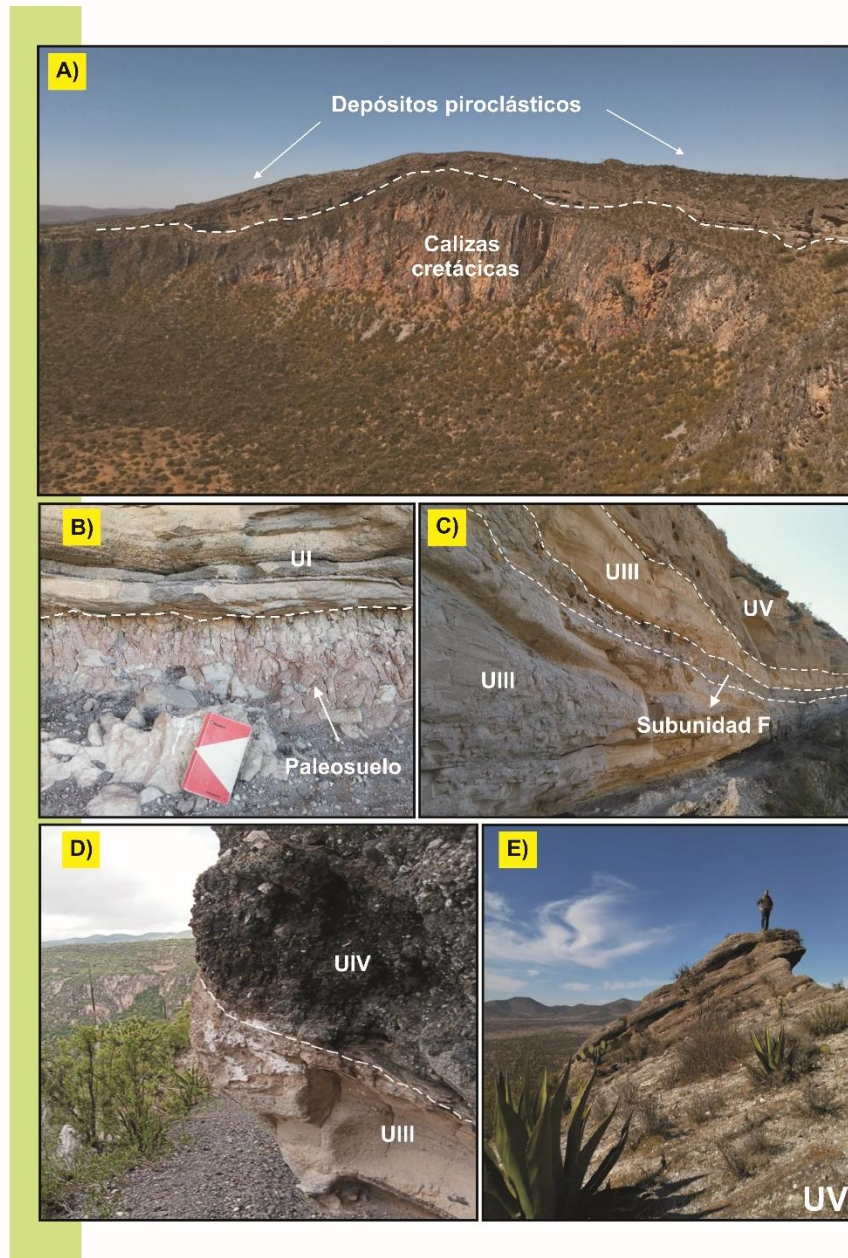 A)
Depósitos piroclásticos
Calizas
cretácicas
B)
UI
Paleosuelo
C)
UIII
UV
UIII
Subunidad F
D)
UIV
UIII
E)
UV